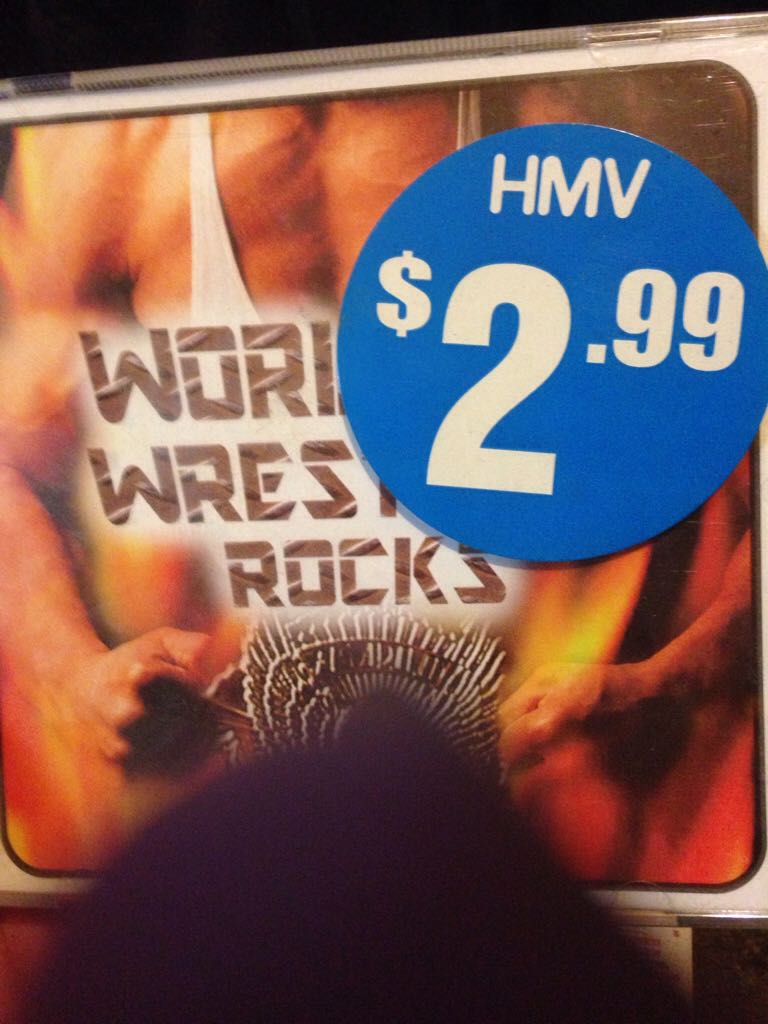 HMV
$2.99
WORL
WREST
ROCKS